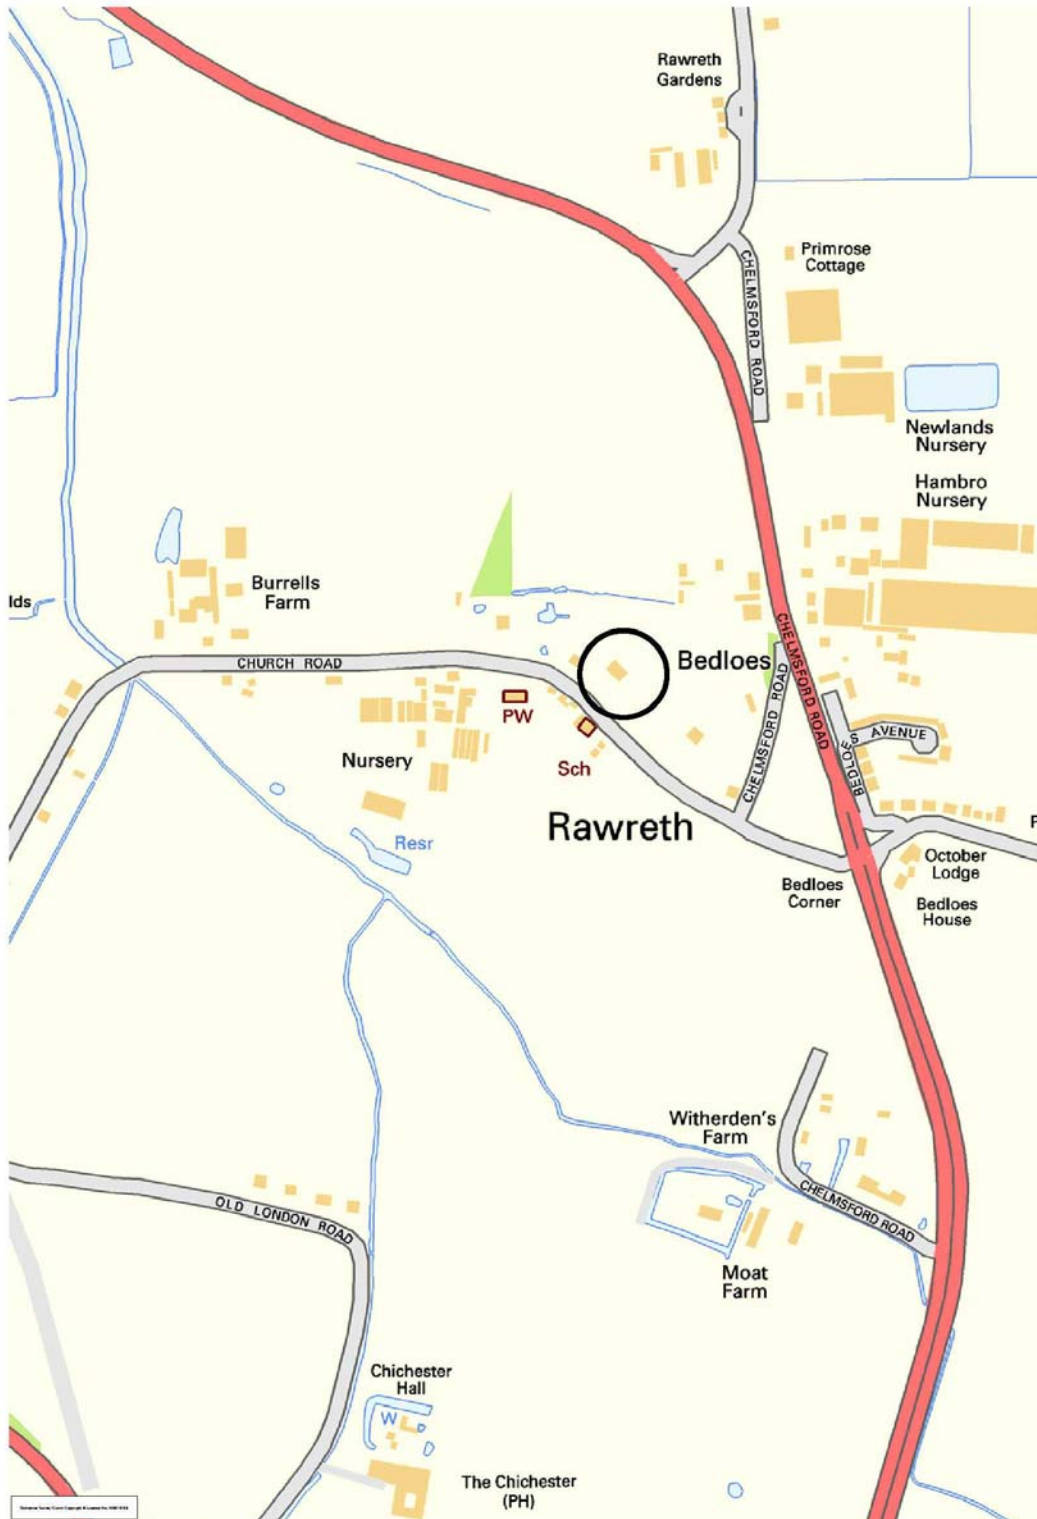 Rawreth
Gardens
Primrose
Cottage
CHELMSFORD ROAD
Newlands
Nursery
Hambro
Nursery
lds
Burrells
Farm
CHURCH ROAD
Bedloes
CHELMSFORD ROAD
CHELMSFORD ROAD
PW
BEDLOES AVENUE
Nursery
Sch
Rawreth
Resr
October
Lodge
Bedloes
Corner
Bedloes
House
Witherden's
Farm
CHELMSFORD ROAD
OLD LONDON ROAD
Moat
Farm
Chichester
Hall
W
The Chichester
(PH)